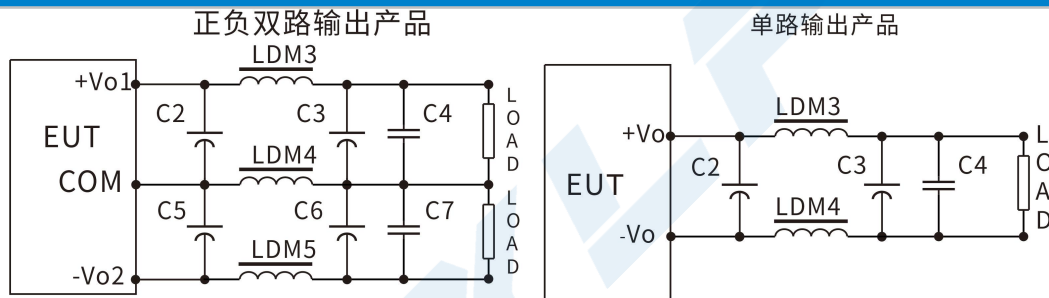 正负双路输出产品
LDM3
+Vo1
C2
C3
C4
LOAD
EUT
LDM4
COM
C5
C6
C7
LOAD
LDM5
-Vo2
单路输出产品
LDM3
+Vo
C2
C3
C4
LOAD
EUT
LDM4
-Vo